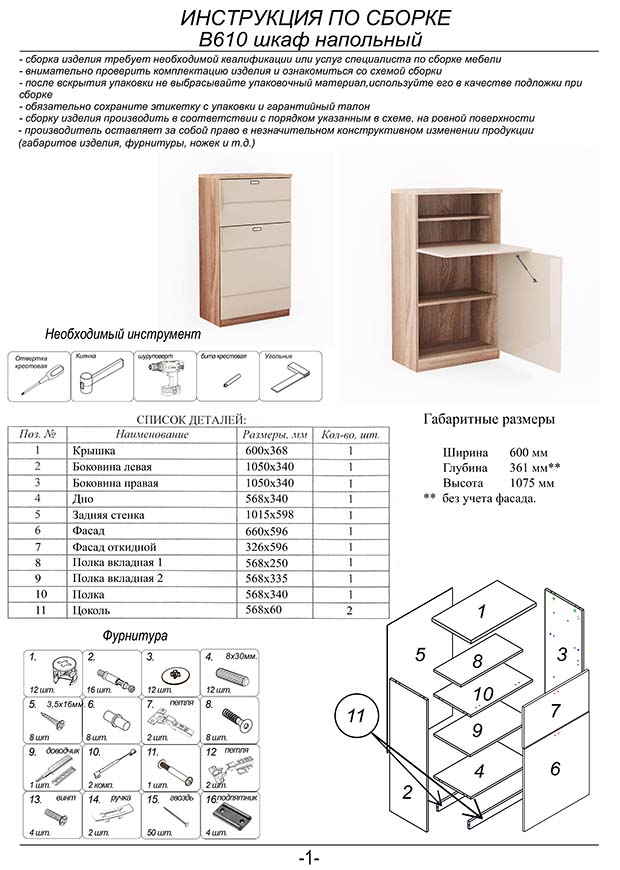 ИНСТРУКЦИЯ ПО СБОРКЕ
В610 шкаф напольный
- сборка изделия требует необходимой квалификации или услуг специалиста по сборке мебели
- внимательно проверить комплектацию изделия и ознакомиться со схемой сборки
- после вскрытия упаковки не выбрасывайте упаковочный материал,используйте его в качестве подложки при
сборке
- обязательно сохраните этикетку с упаковки и гарантийный талон
- сборку изделия производить в соответствии с порядком указанным в схеме, на ровной поверхности
- производитель оставляет за собой право в незначительном конструктивном изменении продукции
(габаритов изделия, фурнитуры, ножек и т.д.)
Необходимый инструмент
Отвертка
крестовая
Киянка
шуруповерт
бита крестовая
Угольник
СПИСОК ДЕТАЛЕЙ:
Поз. № Наименование Размеры, мм Кол-во, шт.
1 Крышка 600х368 1
2 Боковина левая 1050х340 1
3 Боковина правая 1050х340 1
4 Дно 568х340 1
5 Задняя стенка 1015х598 1
6 Фасад 660х596 1
7 Фасад откидной 326х596 1
8 Полка вкладная 1 568х250 1
9 Полка вкладная 2 568х335 1
10 Полка 568х340 1
11 Цоколь 568х60 2
Габаритные размеры
Ширина 600 мм
Глубина 361 мм**
Высота 1075 мм
** без учета фасада.
Фурнитура
1.
12 шт.
2.
16 шт.
3.
12 шт.
4. 8х30мм.
4 шт.
5. 3,5х16мм.
8 шт
6.
8 шт
7. петля
2 шт.
8.
8 шт.
9. доводчик
1 шт.
10.
2 комп.
11.
1 шт.
12 петля
2 шт.
13. винт
4 шт.
14. ручка
2 шт.
15. гвоздь
50 шт.
16 подпятник
4 шт
1
5
8
3
10
7
11
9
4
6
2
-1-